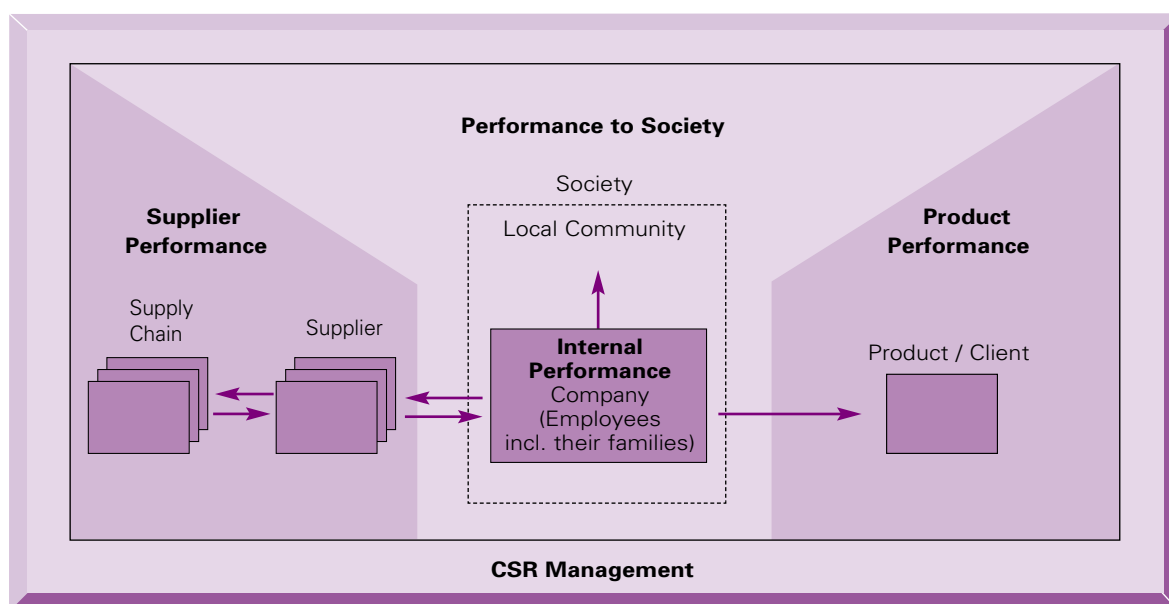 Performance to Society
Society
Local Community
Supplier
Performance
Product
Performance
Supply
Chain
Supplier
Internal
Performance
Company
(Employees
incl. their families)
Product / Client
CSR Management